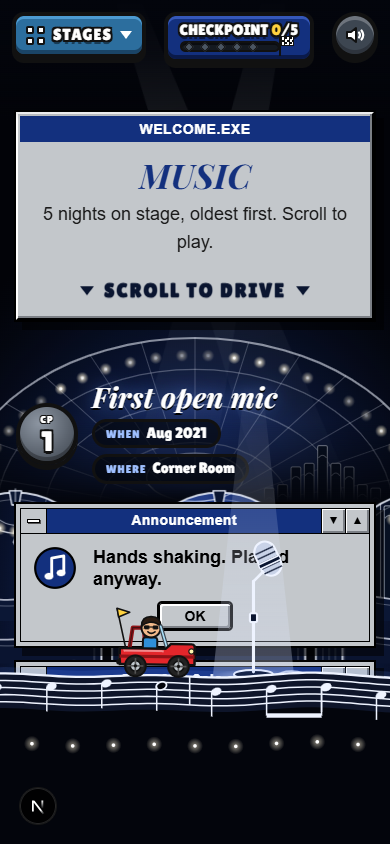 STAGES
CHECKPOINT 0/5
WELCOME.EXE
MUSIC
5 nights on stage, oldest first. Scroll to
play.
SCROLL TO DRIVE
CP
1
First open mic
WHEN Aug 2021
WHERE Corner Room
Announcement
Hands shaking. Played
anyway.
OK
N